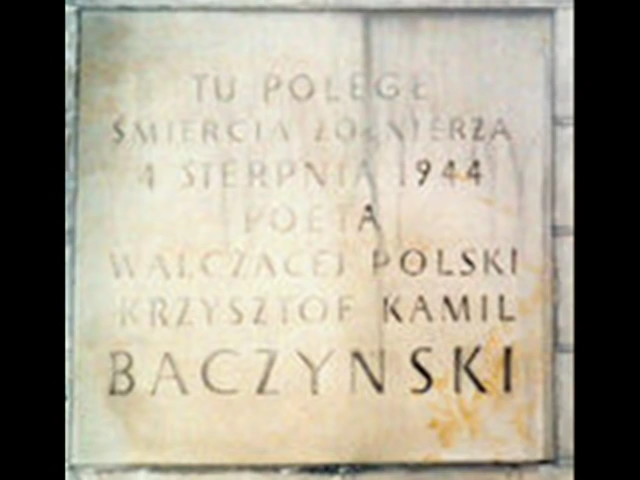 TU POLEGŁ
ŚMIERCIĄ ŻOŁNIERZA
4 SIERPNIA 1944
POETA
WALCZĄCEJ POLSKI
KRZYSZTOF KAMIL
BACZYŃSKI